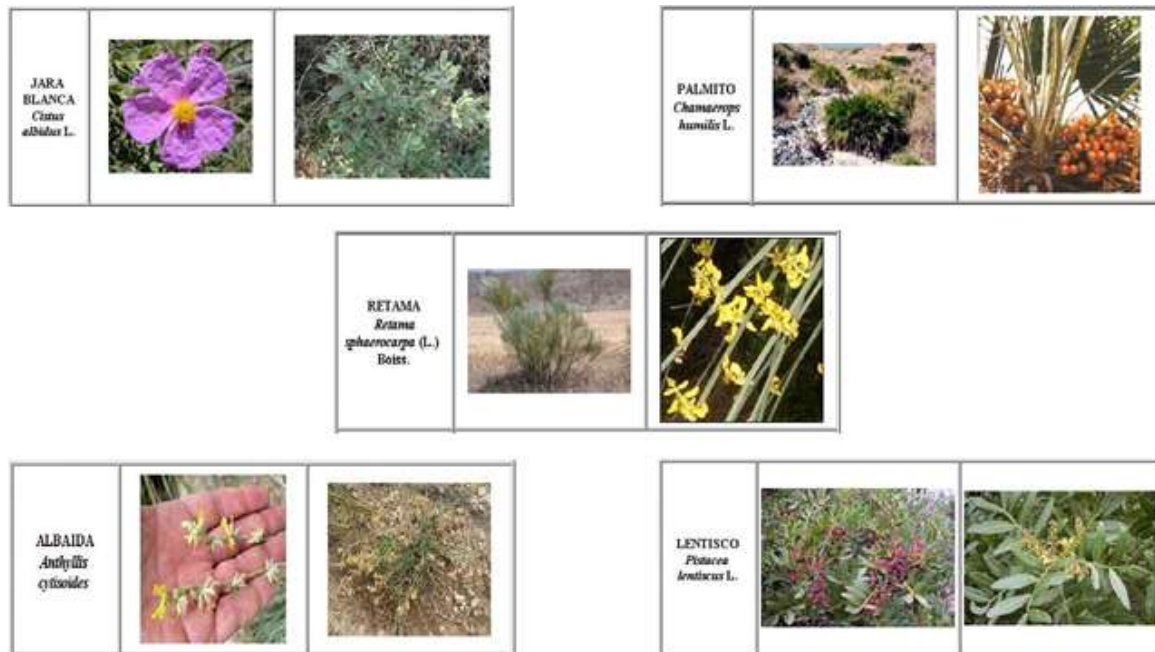 JARA
BLANCA
Cistus
albidus L.
PALMITO
Chamaerops
humilis L.
RETAMA
Retama
sphaerocarpa (L.)
Boiss.
ALBAIDA
Anthyllis
cytisoides
LENTISCO
Pistacea
lentiscus L.